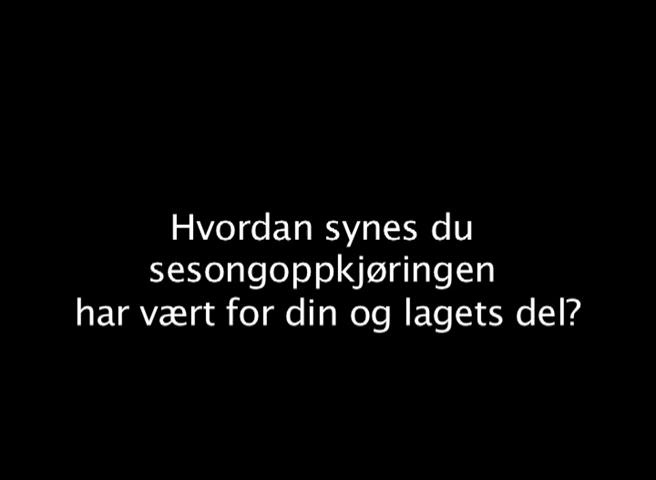 Hvordan synes du
sesongoppkjøringen
har vært for din og lagets del?